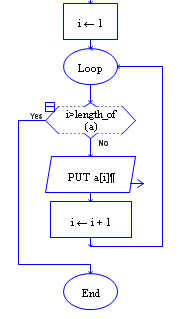 i ← 1
Loop
i>length_of
(a)
Yes
No
PUT a[i]¶
i ← i + 1
End